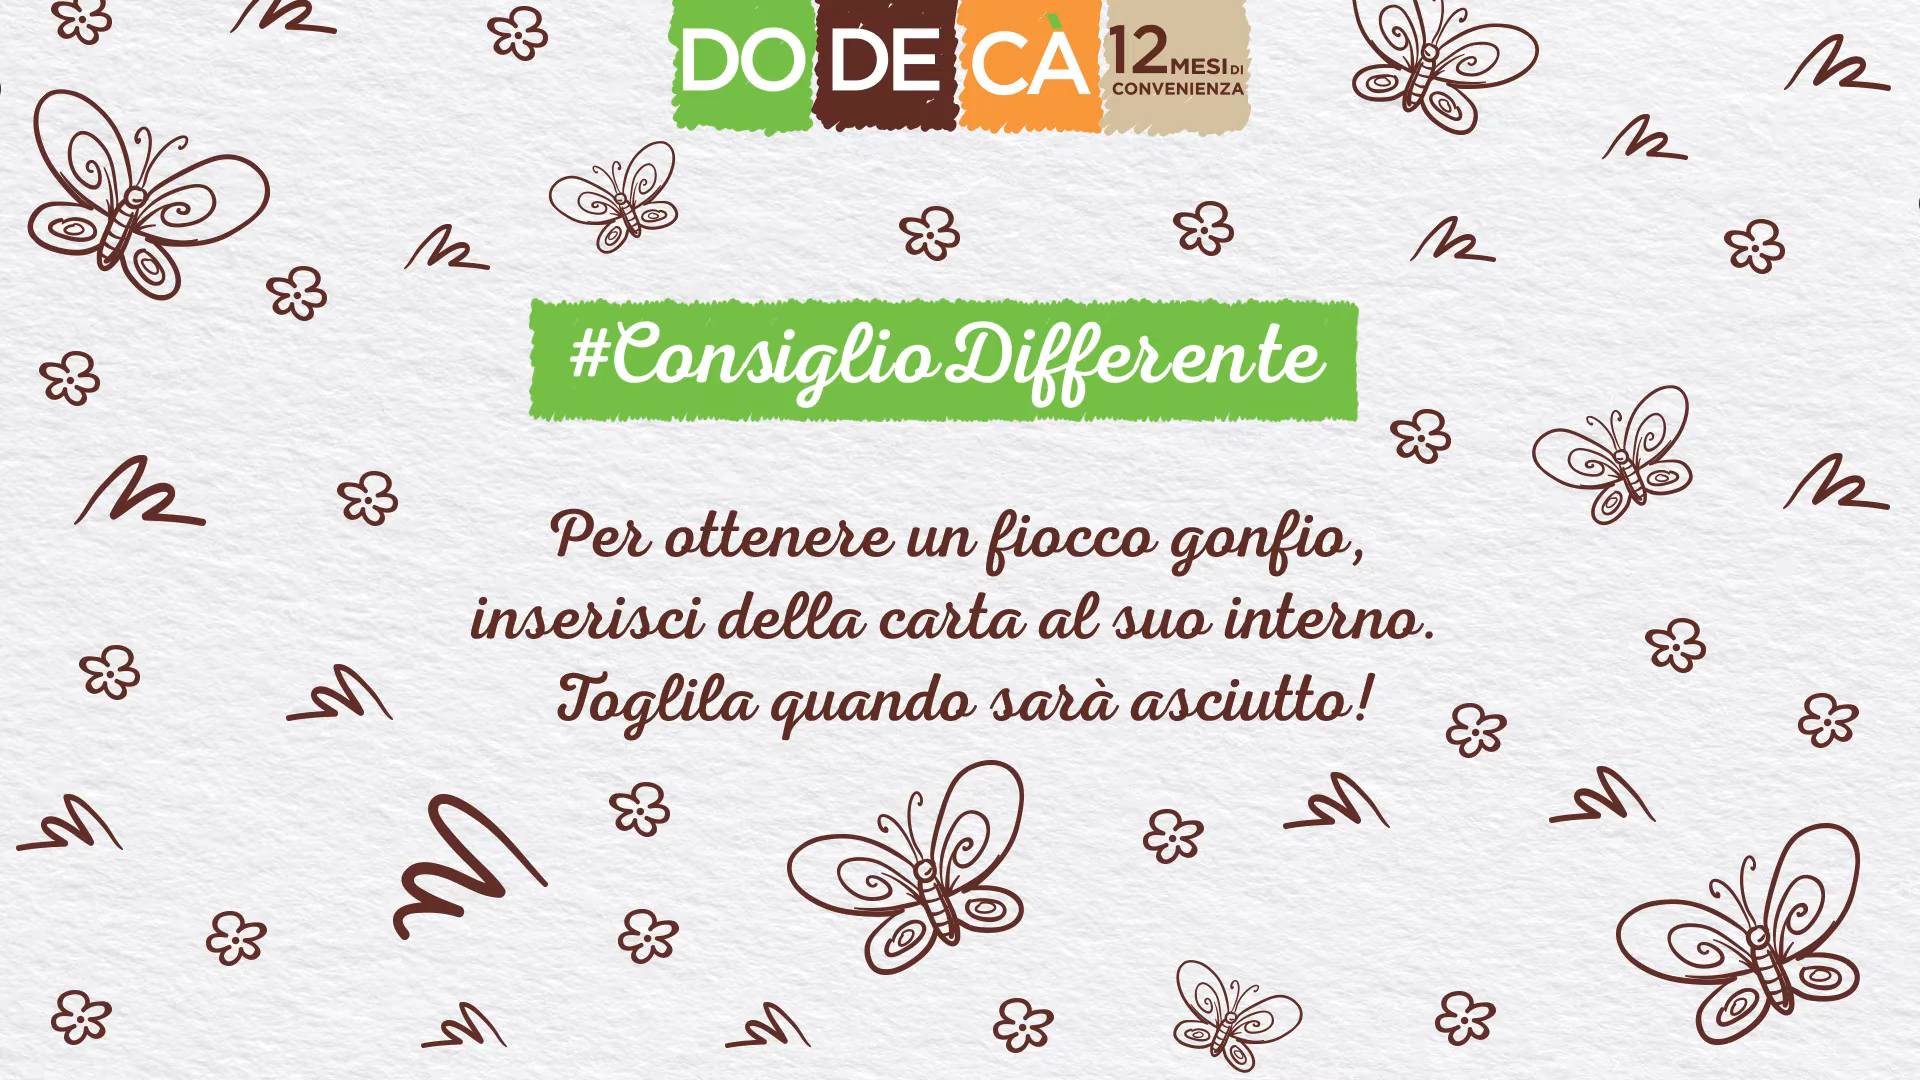 DO DE CÀ 12 MESI DI
CONVENIENZA
#ConsiglioDifferente
Per ottenere un fiocco gonfio,
inserisci della carta al suo interno.
Toglila quando sarà asciutto!